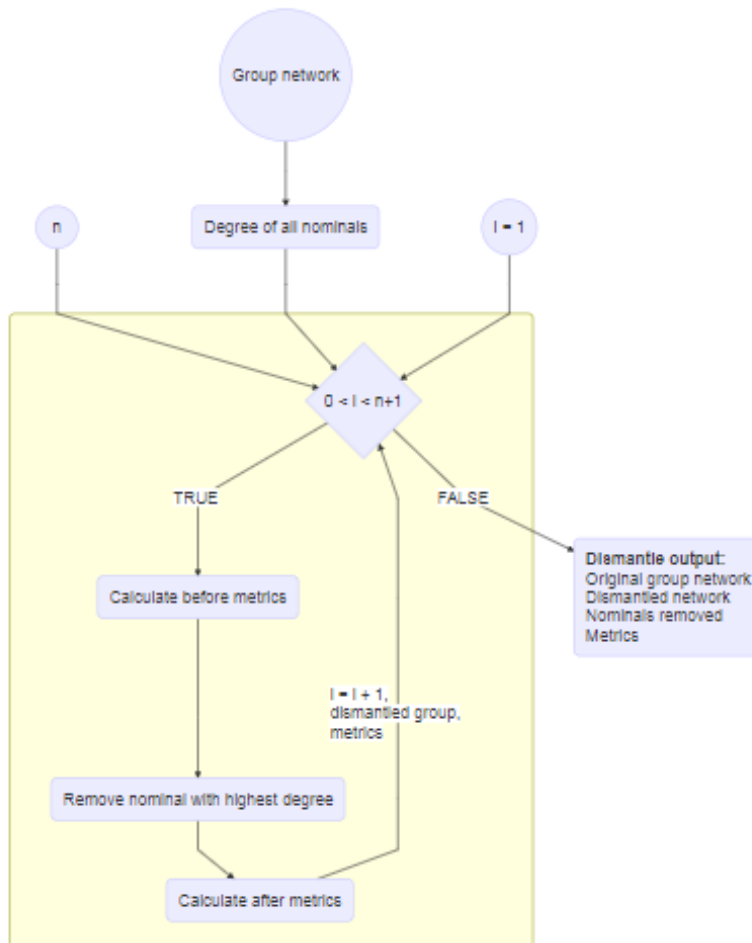 Group network
n
Degree of all nominals
i = 1
0 < i < n+1
TRUE
FALSE
Dismantle output:
Original group network
Dismantled network
Nominals removed
Metrics
Calculate before metrics
i = i + 1,
dismantled group,
metrics
Remove nominal with highest degree
Calculate after metrics